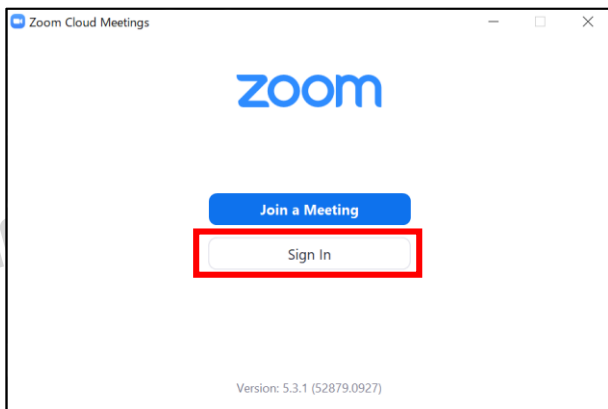 Zoom Cloud Meetings
zoom
Join a Meeting
Sign In
Version: 5.3.1 (52879.0927)